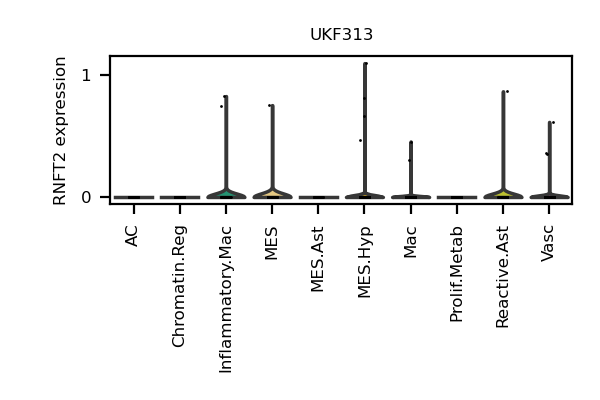 UKF313
RNFT2 expression
1
0
AC
Chromatin.Reg
Inflammatory.Mac
MES
MES.Ast
MES.Hyp
Mac
Prolif.Metab
Reactive.Ast
Vasc